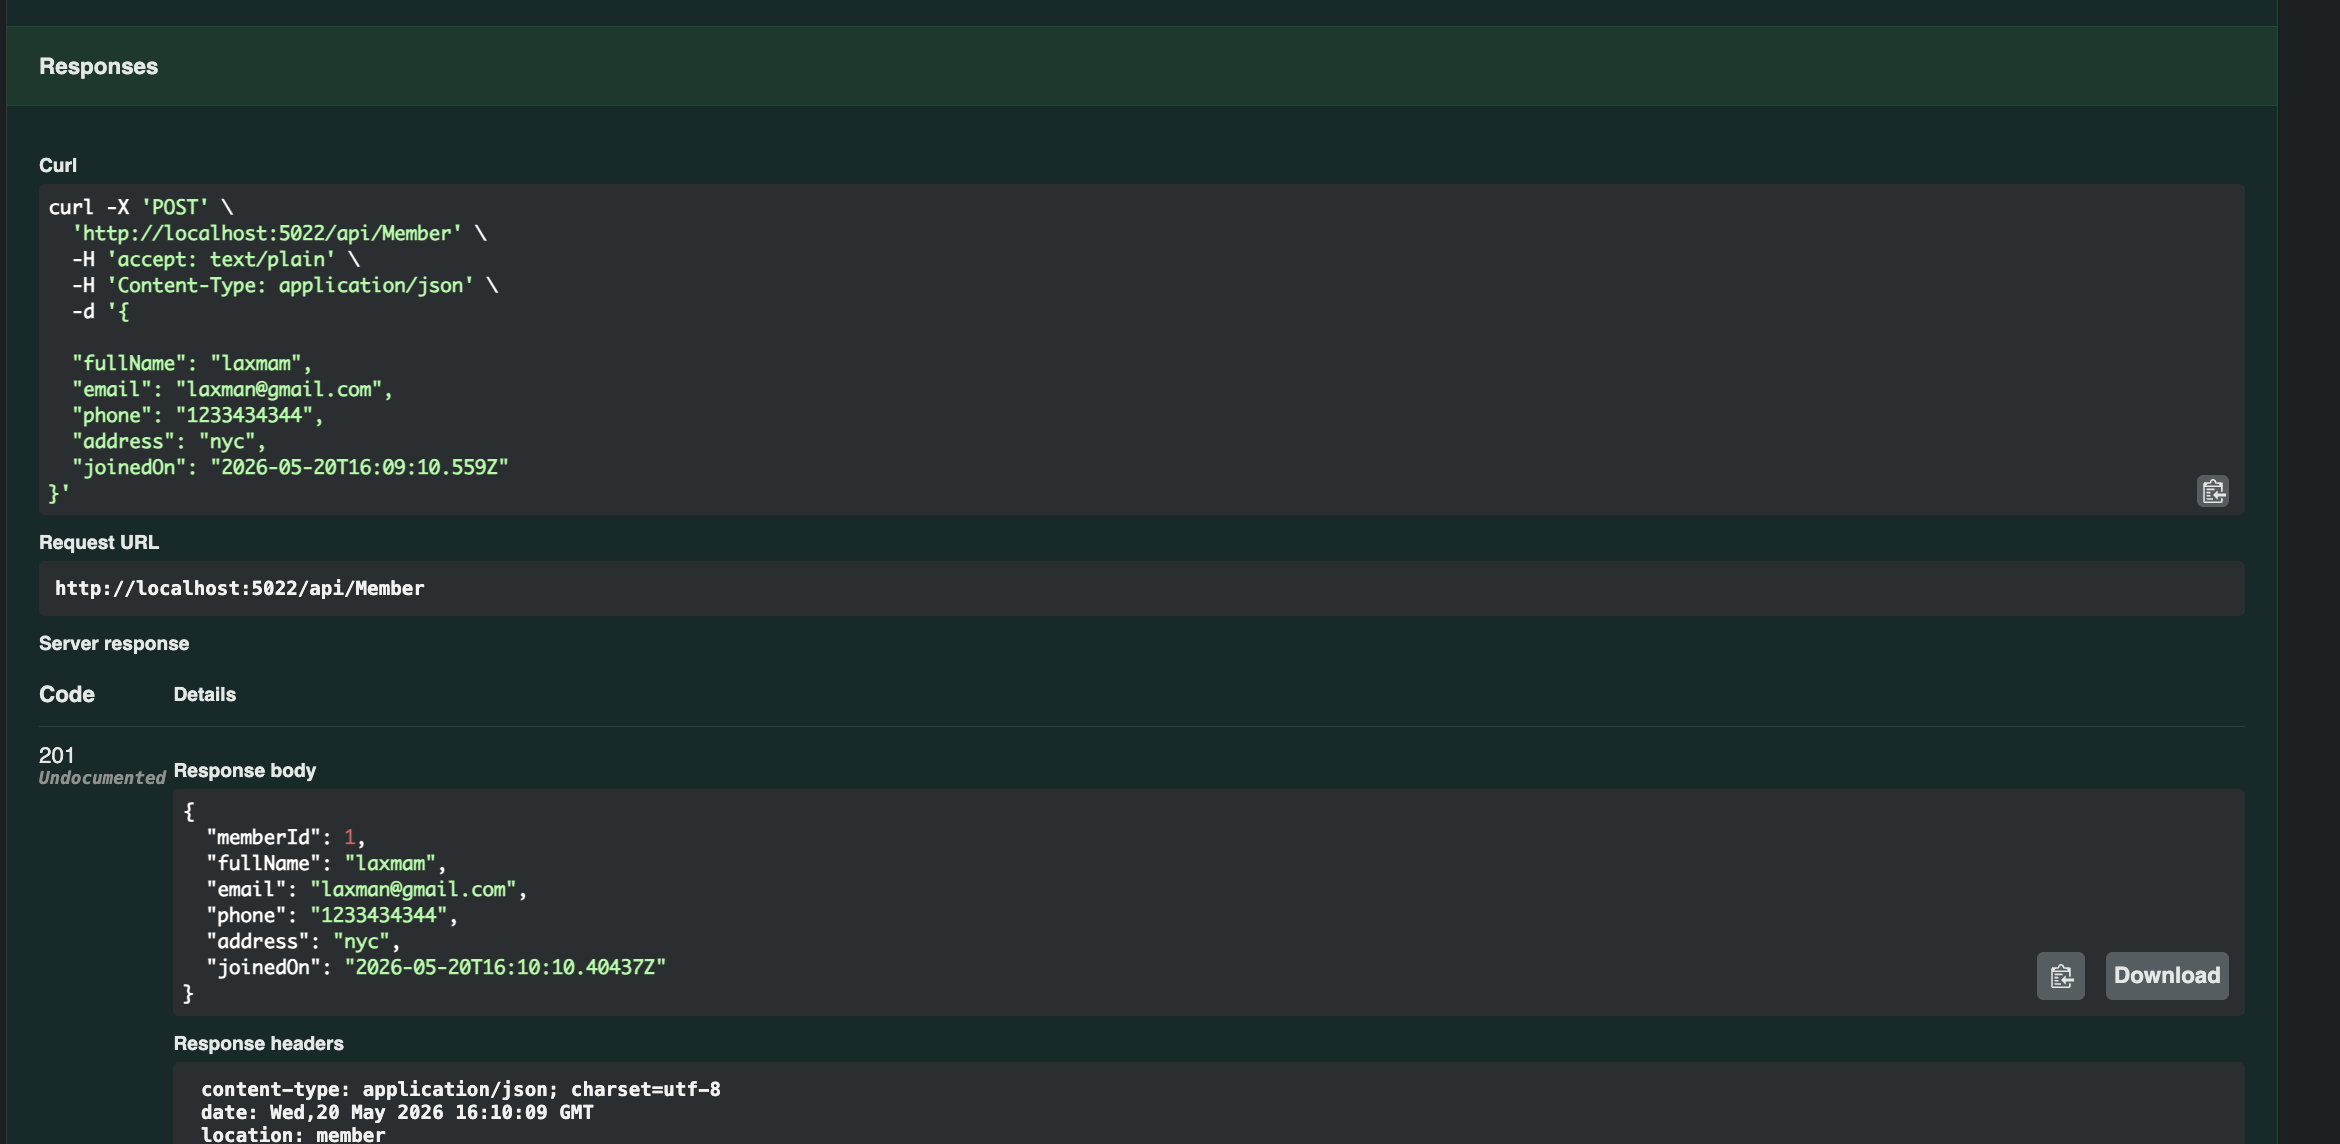 Responses
Curl
curl -X 'POST' \
  'http://localhost:5022/api/Member' \
  -H 'accept: text/plain' \
  -H 'Content-Type: application/json' \
  -d '{
  "fullName": "laxmam",
  "email": "laxman@gmail.com",
  "phone": "1233434344",
  "address": "nyc",
  "joinedOn": "2026-05-20T16:09:10.559Z"
}'
Request URL
http://localhost:5022/api/Member
Server response
Code Details
201
Undocumented
Response body
{
  "memberId": 1,
  "fullName": "laxmam",
  "email": "laxman@gmail.com",
  "phone": "1233434344",
  "address": "nyc",
  "joinedOn": "2026-05-20T16:10:10.40437Z"
}
Download
Response headers
content-type: application/json; charset=utf-8
date: Wed,20 May 2026 16:10:09 GMT
location: member